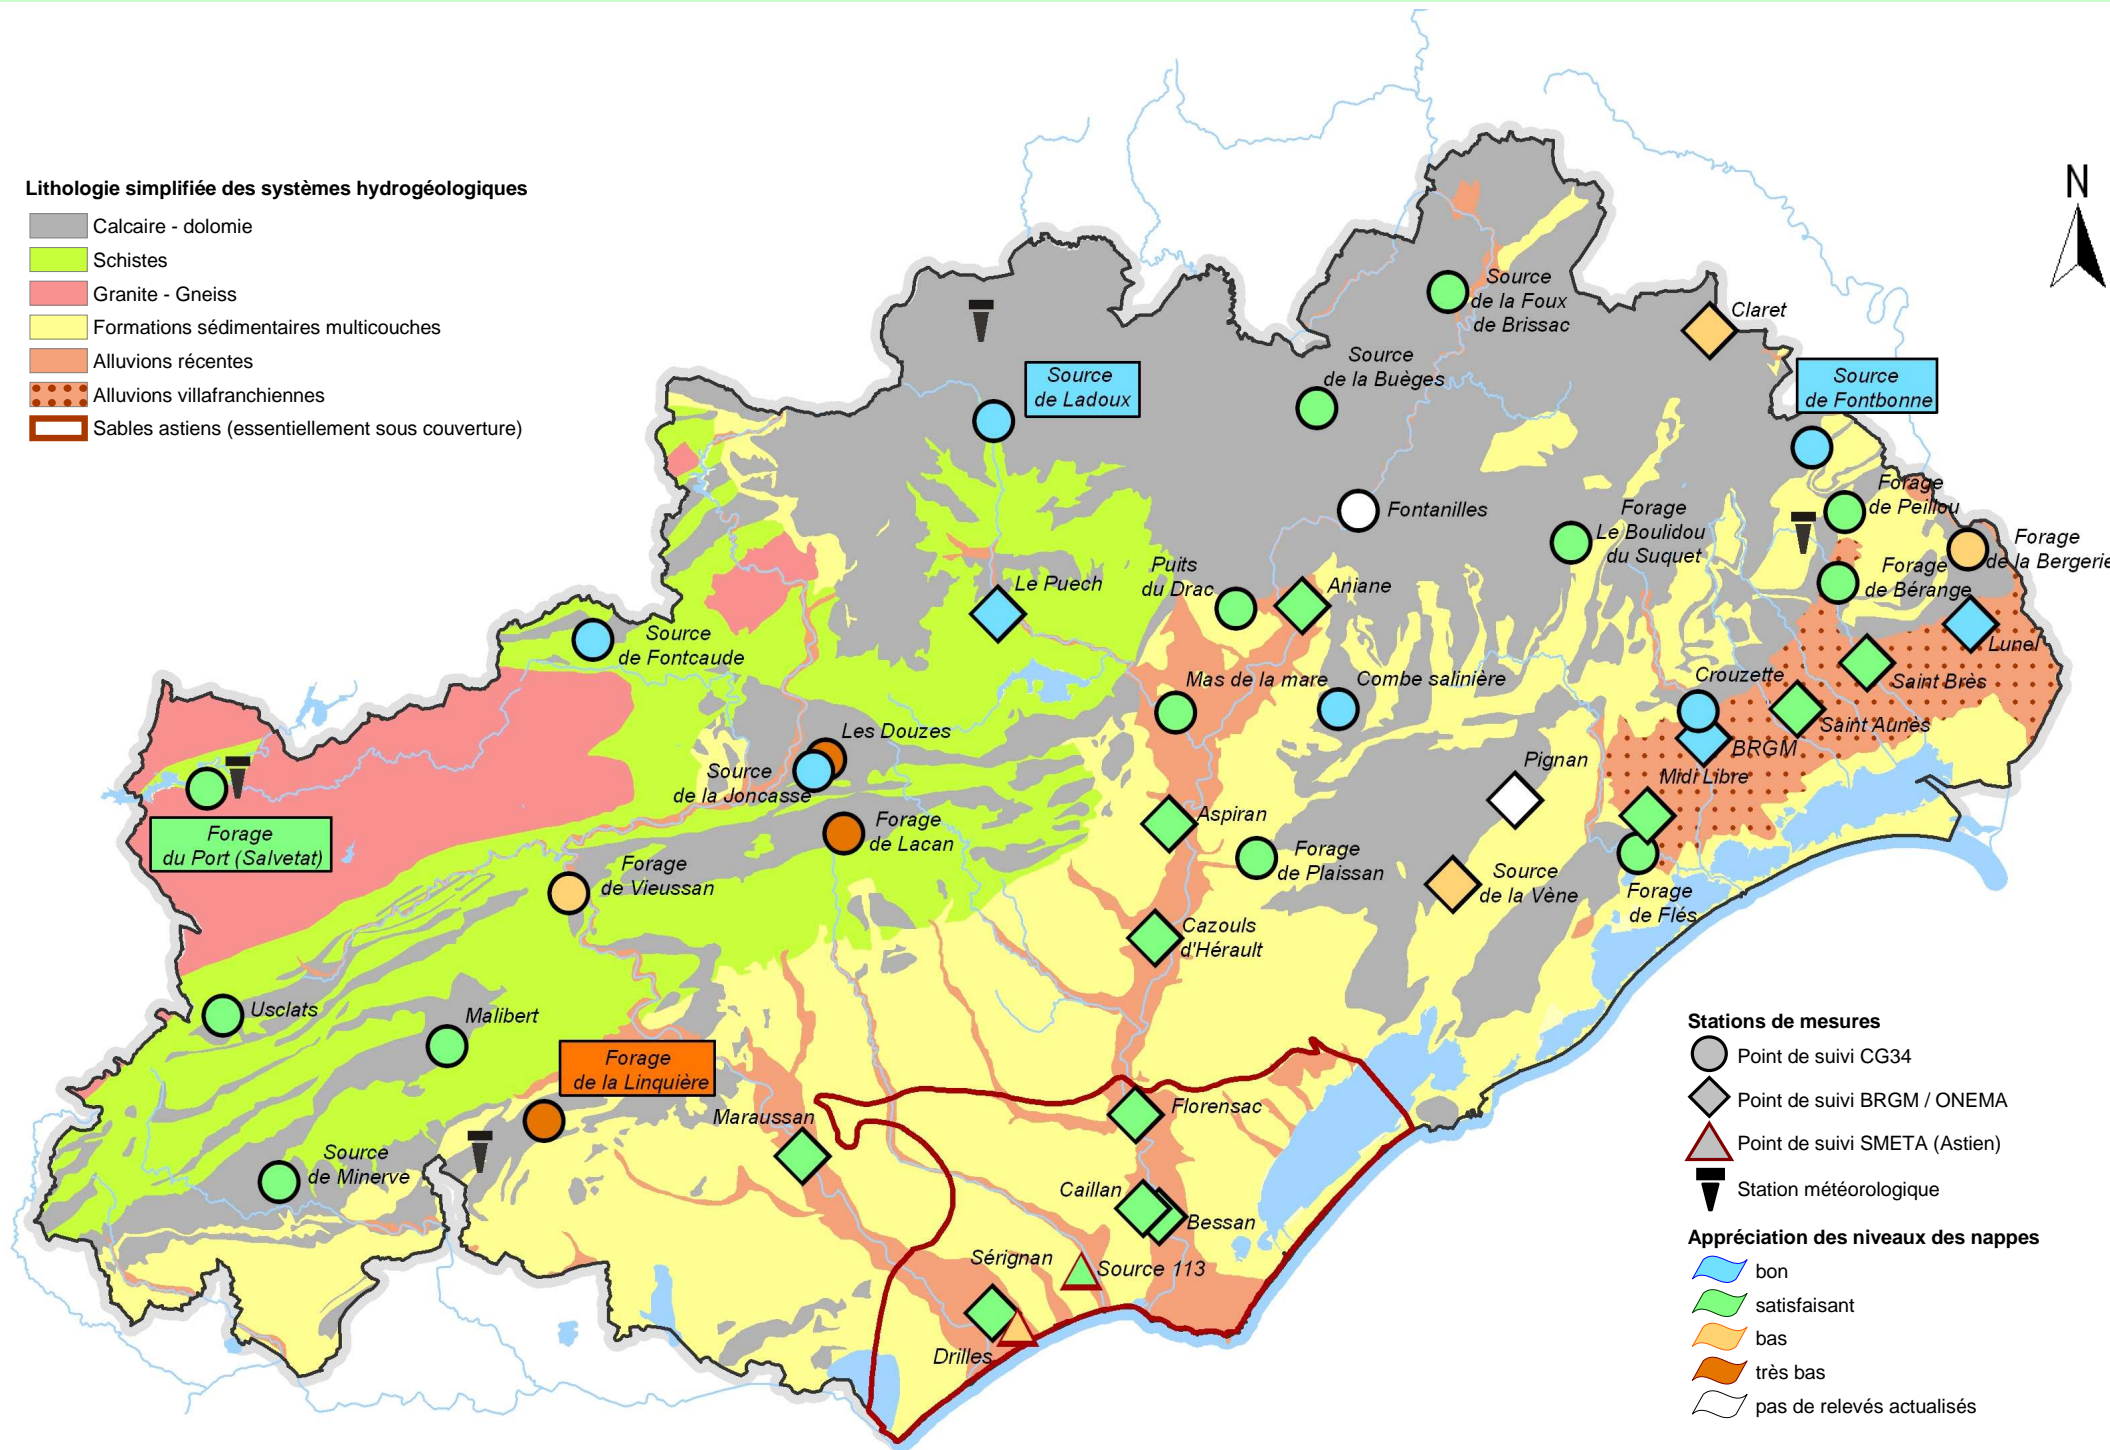 Lithologie simplifiée des systèmes hydrogéologiques
Calcaire - dolomie
Schistes
Granite - Gneiss
Formations sédimentaires multicouches
Alluvions récentes
Alluvions villafranchiennes
Sables astiens (essentiellement sous couverture)
N
Source
de la Foux
de Brissac
Claret
Source
de la Buèges
Source
de Ladoux
Source
de Fontbonne
Forage
de Peillou
Fontanilles
Forage
Le Boulidou
du Suquet
Forage
de la Bergerie
Forage
de Bérange
Puits
du Drac
Aniane
Le Puech
Source
de Fontcaude
Lunel
Saint Brès
Crouzette
Mas de la mare
Combe salinière
Saint Aunès
BRGM
Les Douzes
Source
de la Joncasse
Pignan
Midi Libre
Forage
du Port (Salvetat)
Forage
de Lacan
Aspiran
Forage
de Plaissan
Forage
de Vieussan
Source
de la Vène
Forage
de Flés
Cazouls
d'Hérault
Usclats
Malibert
Forage
de la Linquière
Maraussan
Florensac
Source
de Minerve
Caillan
Bessan
Sérignan
Source 113
Drilles
Stations de mesures
Point de suivi CG34
Point de suivi BRGM / ONEMA
Point de suivi SMETA (Astien)
Station météorologique
Appréciation des niveaux des nappes
bon
satisfaisant
bas
très bas
pas de relevés actualisés